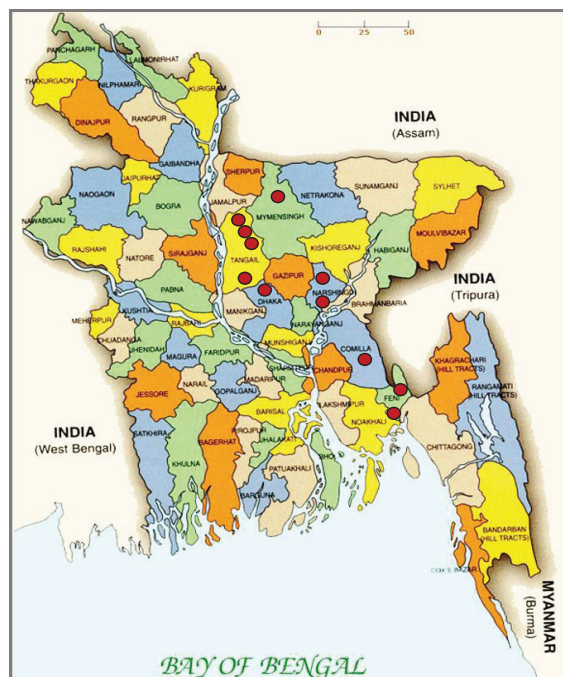 0 25 50
PANCHAGARH
LALMONIRHAT
THAKURGAON
NILPHAMARI
KURIGRAM
DINAJPUR
RANGPUR
INDIA
(Assam)
GAIBANDHA
SHERPUR
JAIPURHAT
NAOGAON
JAMALPUR
NETRAKONA
SUNAMGANJ
SYLHET
BOGRA
MYMENSINGH
NAWABGANJ
MOULVIBAZAR
RAJSHAHI
NATORE
SIRAJGANJ
TANGAIL
KISHOREGANJ
HABIGANJ
GAZIPUR
INDIA
(Tripura)
PABNA
DHAKA
NARSHINGDI
KUSHTIA
MANIKGANJ
BRAHMANBARIA
MEHERPUR
RAJBARI
NARAYANGANJ
CHUADANGA
MUNSHIGANJ
JHENIDAH
MAGURA
FARIDPUR
COMILLA
KHAGRACHARI
(HILL TRACTS)
CHANDPUR
RANGAMATI
(HILL TRACTS)
MADARIPUR
JESSORE
NARAIL
GOPALGANJ
FENI
LAKSHMIPUR
BARISAL
NOAKHALI
INDIA
(West Bengal)
SATKHIRA
BAGERHAT
PIROJPUR
JHALAKATI
CHITTAGONG
KHULNA
BHOLA
PATUAKHALI
BARGUNA
BANDARBAN
(HILL TRACTS)
COX'S BAZAR
MYANMAR
(Burma)
BAY OF BENGAL